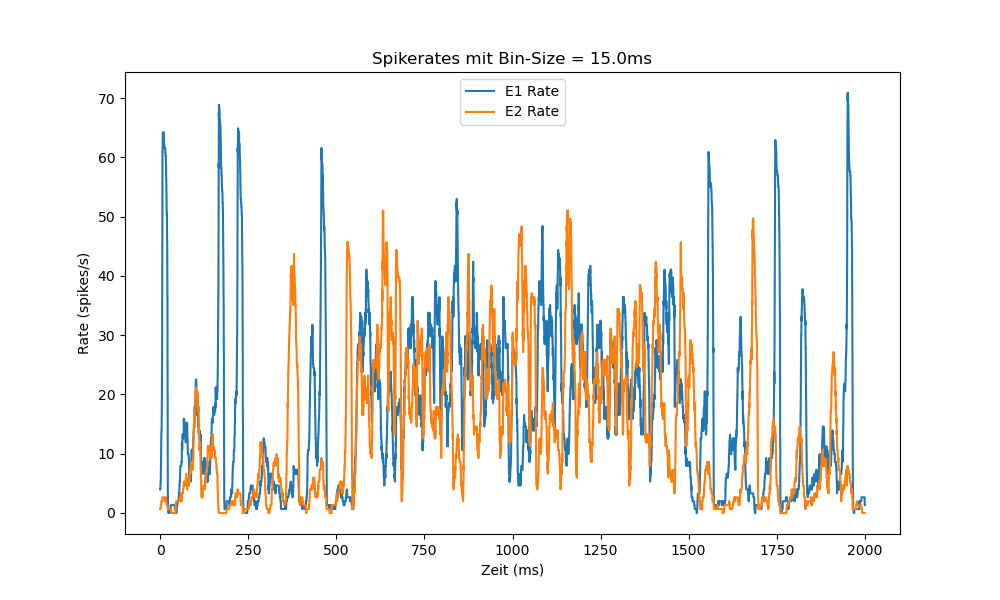 Spikerates mit Bin-Size = 15.0ms
E1 Rate
E2 Rate
Rate (spikes/s)
70
60
50
40
30
20
10
0
0 250 500 750 1000 1250 1500 1750 2000
Zeit (ms)